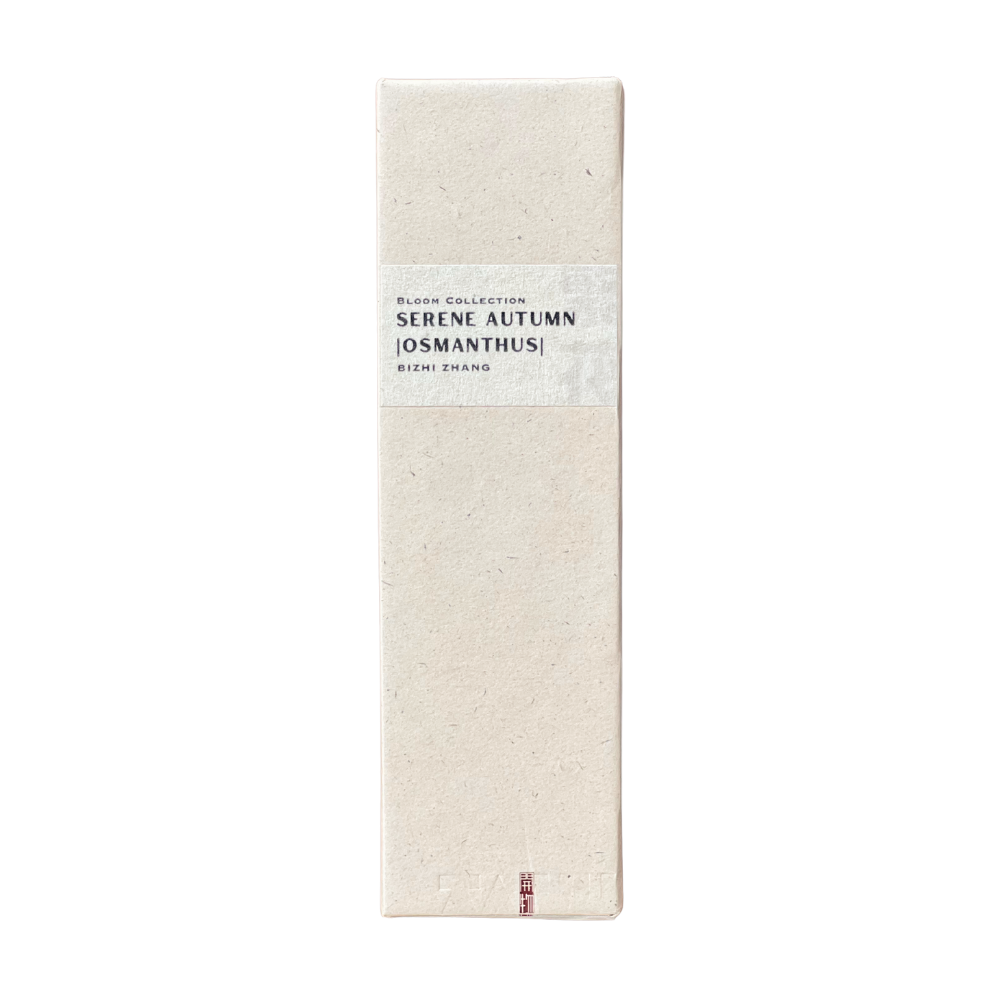 BLOOM COLLECTION
SERENE AUTUMN
|OSMANTHUS|
BIZHI ZHANG